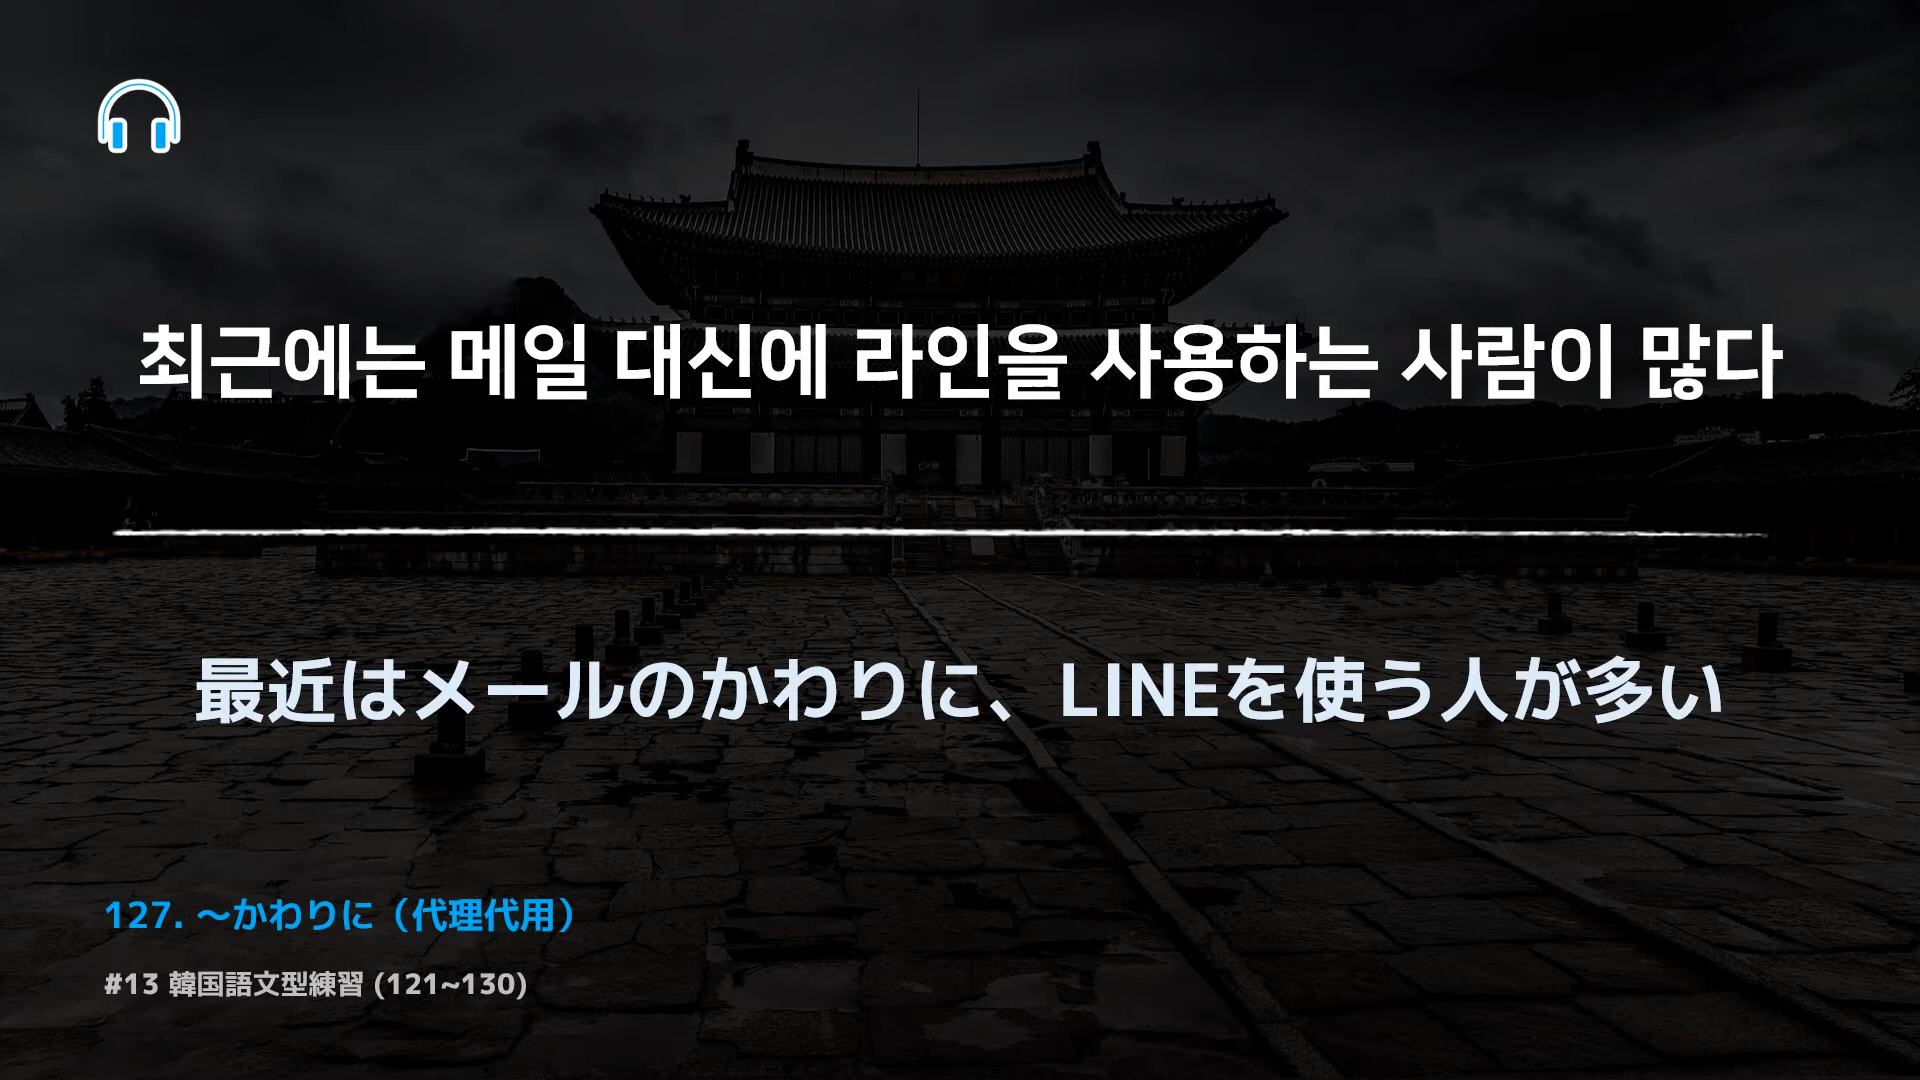 최근에는 메일 대신에 라인을 사용하는 사람이 많다
最近はメールのかわりに、LINEを使う人が多い
127. ～かわりに（代理代用）
#13 韓国語文型練習 (121~130)